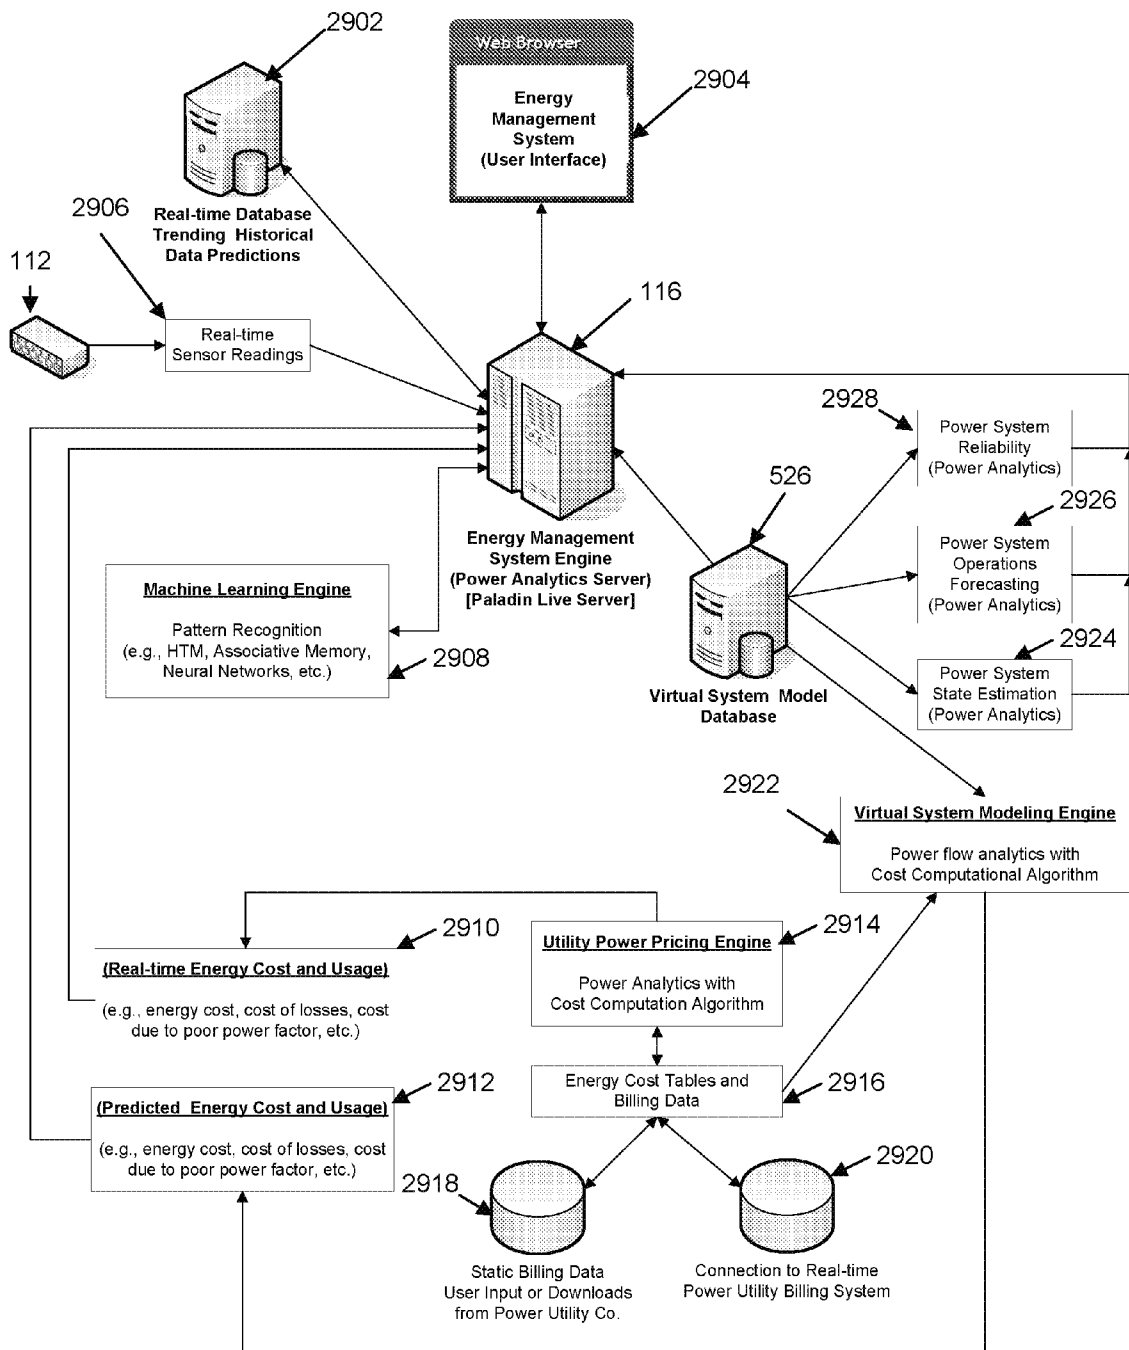 2902
Web Browser
Energy
Management
System
(User Interface)
2904
Real-time Database
Trending Historical
Data Predictions
2906
112
Real-time
Sensor Readings
116
Energy Management
System Engine
(Power Analytics Server)
[Paladin Live Server]
2928
Power System
Reliability
(Power Analytics)
2926
Power System
Operations
Forecasting
(Power Analytics)
2924
Power System
State Estimation
(Power Analytics)
526
Virtual System Model
Database
Machine Learning Engine
Pattern Recognition
(e.g., HTM, Associative Memory,
Neural Networks, etc.)
2908
2922
Virtual System Modeling Engine
Power flow analytics with
Cost Computational Algorithm
2910
(Real-time Energy Cost and Usage)
(e.g., energy cost, cost of losses, cost
due to poor power factor, etc.)
2914
Utility Power Pricing Engine
Power Analytics with
Cost Computation Algorithm
2912
(Predicted Energy Cost and Usage)
(e.g., energy cost, cost of losses, cost
due to poor power factor, etc.)
Energy Cost Tables and
Billing Data
2916
2918
Static Billing Data
User Input or Downloads
from Power Utility Co.
2920
Connection to Real-time
Power Utility Billing System